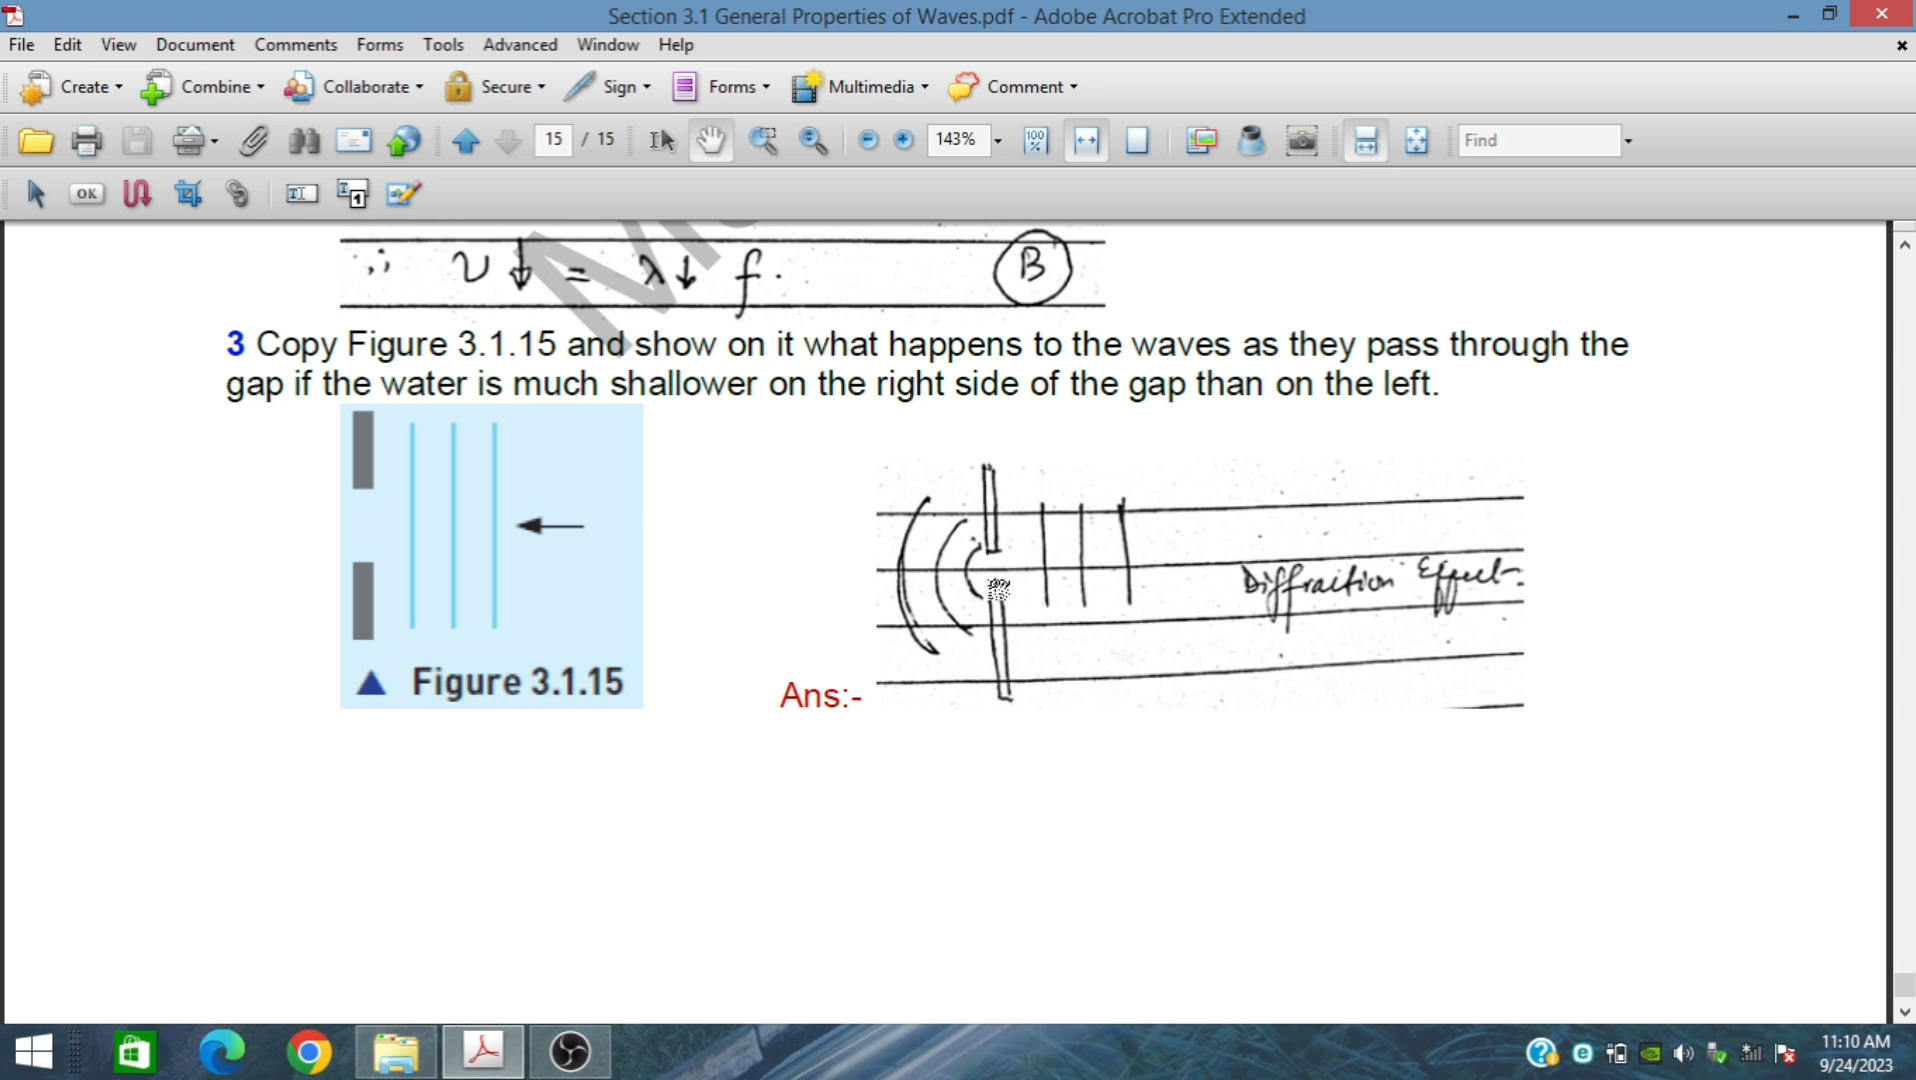 Section 3.1 General Properties of Waves.pdf - Adobe Acrobat Pro Extended
File Edit View Document Comments Forms Tools Advanced Window Help
Create Combine Collaborate Secure Sign Forms Multimedia Comment
15 / 15 143% Find
OK
∴ v ↓ = λ ↓ f. B
3 Copy Figure 3.1.15 and show on it what happens to the waves as they pass through the
gap if the water is much shallower on the right side of the gap than on the left.
Diffraction Effect.
▲ Figure 3.1.15
Ans:-
11:10 AM
9/24/2023